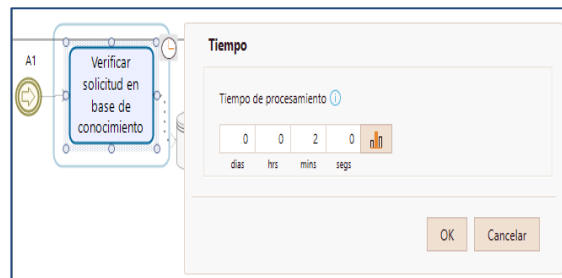 A1
Verificar
solicitud en
base de
conocimiento
Tiempo
Tiempo de procesamiento
0 0 2 0
dias hrs mins segs
OK Cancelar